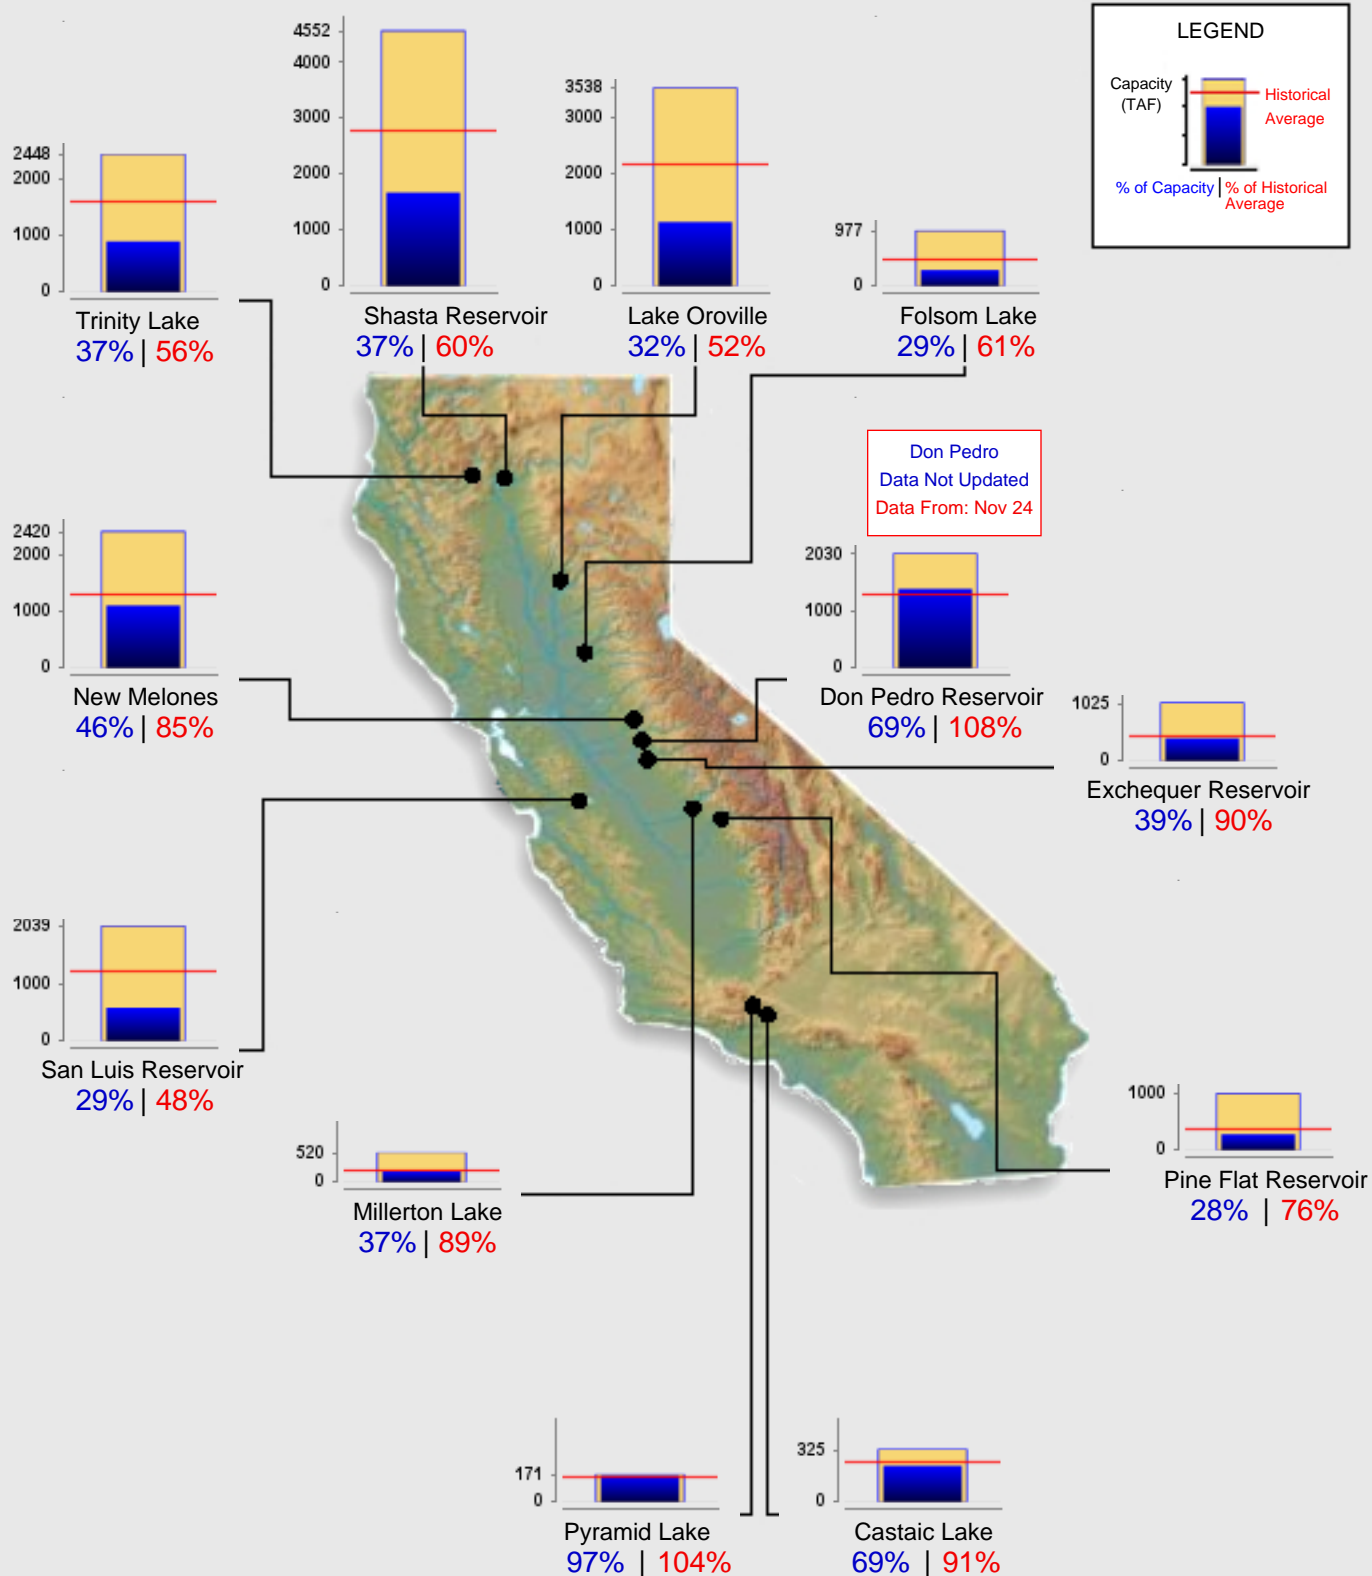 LEGEND
Capacity
(TAF)
Historical
Average
% of Capacity | % of Historical
Average
4552
4000
3000
2000
1000
0
Shasta Reservoir
37% | 60%
3538
3000
2000
1000
0
Lake Oroville
32% | 52%
2448
2000
1000
0
Trinity Lake
37% | 56%
977
0
Folsom Lake
29% | 61%
Don Pedro
Data Not Updated
Data From: Nov 24
2420
2000
1000
0
New Melones
46% | 85%
2030
1000
0
Don Pedro Reservoir
69% | 108%
1025
0
Exchequer Reservoir
39% | 90%
2039
1000
0
San Luis Reservoir
29% | 48%
520
0
Millerton Lake
37% | 89%
1000
0
Pine Flat Reservoir
28% | 76%
171
0
Pyramid Lake
97% | 104%
325
0
Castaic Lake
69% | 91%